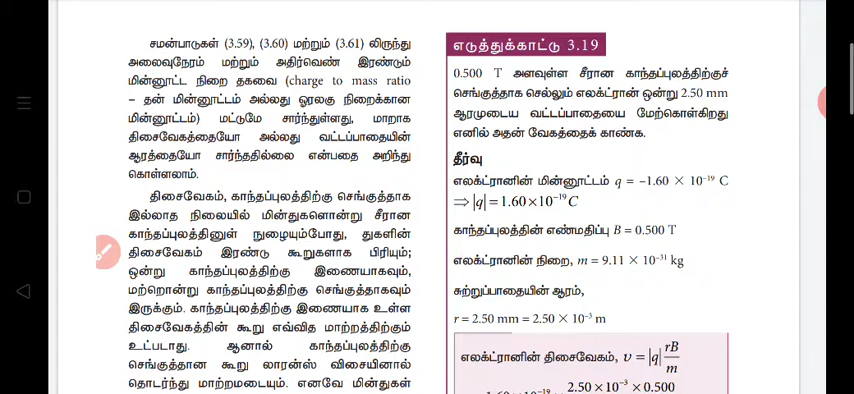 சமன்பாடுகள் (3.59), (3.60) மற்றும் (3.61) லிருந்து
அலைவுநேரம் மற்றும் அதிர்வெண் இரண்டும்
மின்னூட்ட நிறை தகவை (charge to mass ratio
– தன் மின்னூட்டம் அல்லது ஓரலகு நிறைக்கான
மின்னூட்டம்) மட்டுமே சார்ந்துள்ளது, மாறாக
திசைவேகத்தையோ அல்லது வட்டப்பாதையின்
ஆரத்தையோ சார்ந்ததில்லை என்பதை அறிந்து
கொள்ளலாம்.
திசைவேகம், காந்தப்புலத்திற்கு செங்குத்தாக
இல்லாத நிலையில் மின்துகளொன்று சீரான
காந்தப்புலத்தினுள் நுழையும்போது, துகளின்
திசைவேகம் இரண்டு கூறுகளாக பிரியும்;
ஒன்று காந்தப்புலத்திற்கு இணையாகவும்,
மற்றொன்று காந்தப்புலத்திற்கு செங்குத்தாகவும்
இருக்கும். காந்தப்புலத்திற்கு இணையாக உள்ள
திசைவேகத்தின் கூறு எவ்வித மாற்றத்திற்கும்
உட்படாது. ஆனால் காந்தப்புலத்திற்கு
செங்குத்தான கூறு லாரன்ஸ் விசையினால்
தொடர்ந்து மாற்றமடையும். எனவே மின்துகள்
எடுத்துக்காட்டு 3.19
0.500 T அளவுள்ள சீரான காந்தப்புலத்திற்குச்
செங்குத்தாக செல்லும் எலக்ட்ரான் ஒன்று 2.50 mm
ஆரமுடைய வட்டப்பாதையை மேற்கொள்கிறது
எனில் அதன் வேகத்தைக் காண்க.
தீர்வு
எலக்ட்ரானின் மின்னூட்டம் q = −1.60 × 10⁻¹⁹ C
⇒ |q| = 1.60×10⁻¹⁹ C
காந்தப்புலத்தின் எண்மதிப்பு B = 0.500 T
எலக்ட்ரானின் நிறை, m = 9.11 × 10⁻³¹ kg
சுற்றுப்பாதையின் ஆரம்,
r = 2.50 mm = 2.50 × 10⁻³ m
எலக்ட்ரானின் திசைவேகம், υ = |q| rB/m
2.50×10⁻³ × 0.500